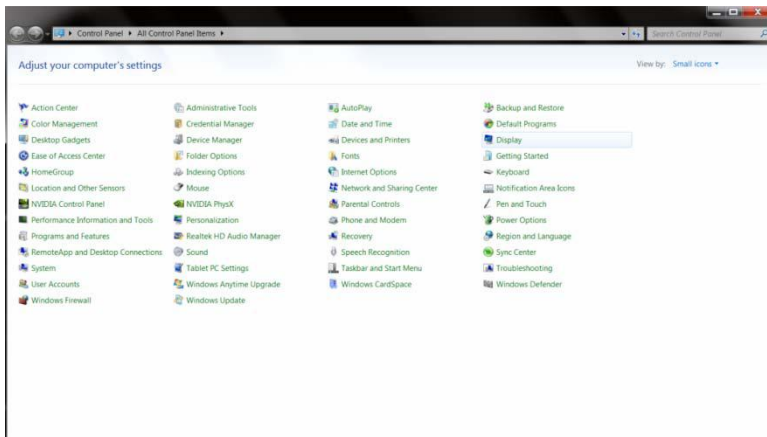 Control Panel ▸ All Control Panel Items ▸ Search Control Panel
Adjust your computer's settings View by: Small icons
Action Center Administrative Tools AutoPlay Backup and Restore
Color Management Credential Manager Date and Time Default Programs
Desktop Gadgets Device Manager Devices and Printers Display
Ease of Access Center Folder Options Fonts Getting Started
HomeGroup Indexing Options Internet Options Keyboard
Location and Other Sensors Mouse Network and Sharing Center Notification Area Icons
NVIDIA Control Panel NVIDIA PhysX Parental Controls Pen and Touch
Performance Information and Tools Personalization Phone and Modem Power Options
Programs and Features Realtek HD Audio Manager Recovery Region and Language
RemoteApp and Desktop Connections Sound Speech Recognition Sync Center
System Tablet PC Settings Taskbar and Start Menu Troubleshooting
User Accounts Windows Anytime Upgrade Windows CardSpace Windows Defender
Windows Firewall Windows Update